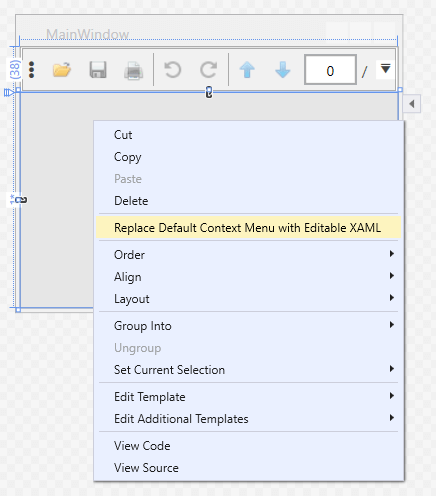 MainWindow
(38)
0 /
1*
Cut
Copy
Paste
Delete
Replace Default Context Menu with Editable XAML
Order
Align
Layout
Group Into
Ungroup
Set Current Selection
Edit Template
Edit Additional Templates
View Code
View Source